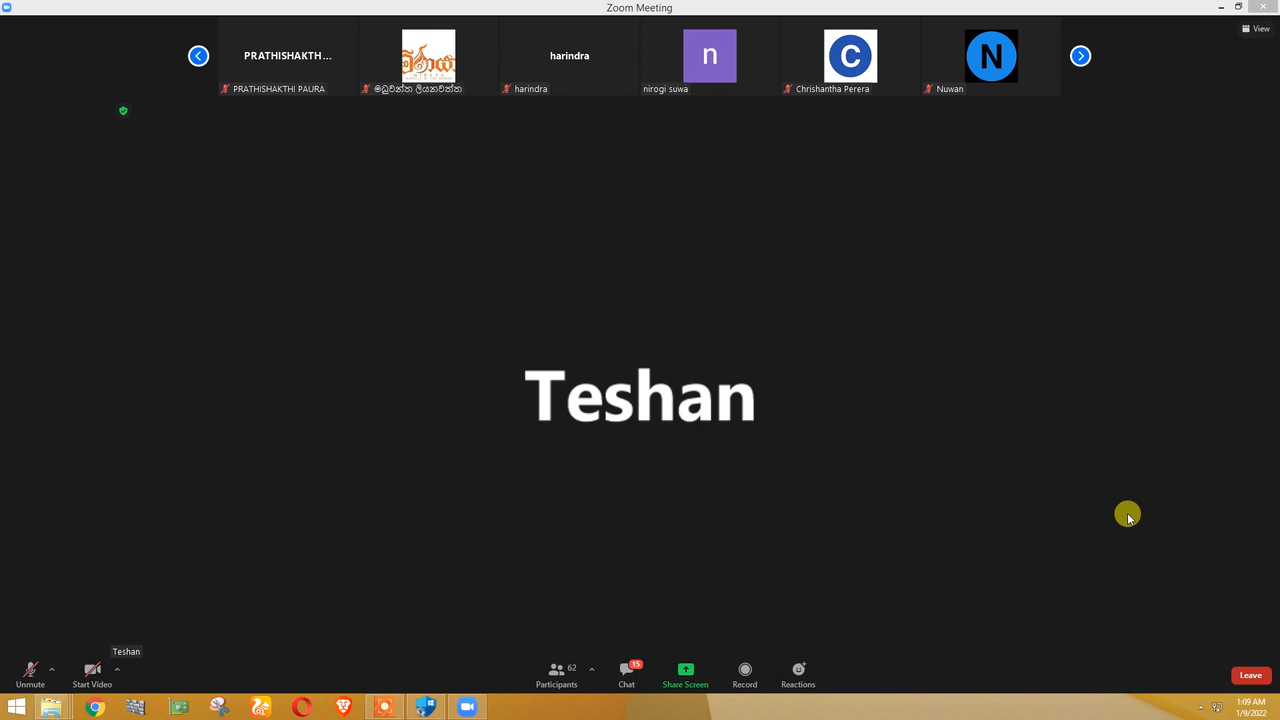 Zoom Meeting
View
PRATHISHAKTH...
harindra
n
C
N
PRATHISHAKTHI PAURA
මධුවන්ත ලියනවත්ත
harindra
nirogi suwa
Chrishantha Perera
Nuwan
Teshan
Teshan
62
15
Unmute
Start Video
Participants
Chat
Share Screen
Record
Reactions
Leave
1:09 AM
1/9/2022